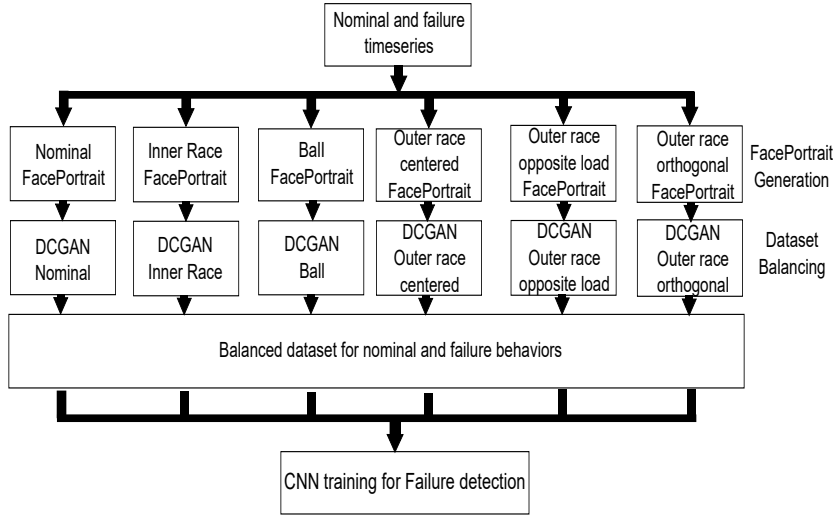 Nominal and failure
timeseries
Nominal
FacePortrait
Inner Race
FacePortrait
Ball
FacePortrait
Outer race
centered
FacePortrait
Outer race
opposite load
FacePortrait
Outer race
orthogonal
FacePortrait
FacePortrait
Generation
DCGAN
Nominal
DCGAN
Inner Race
DCGAN
Ball
DCGAN
Outer race
centered
DCGAN
Outer race
opposite load
DCGAN
Outer race
orthogonal
Dataset
Balancing
Balanced dataset for nominal and failure behaviors
CNN training for Failure detection